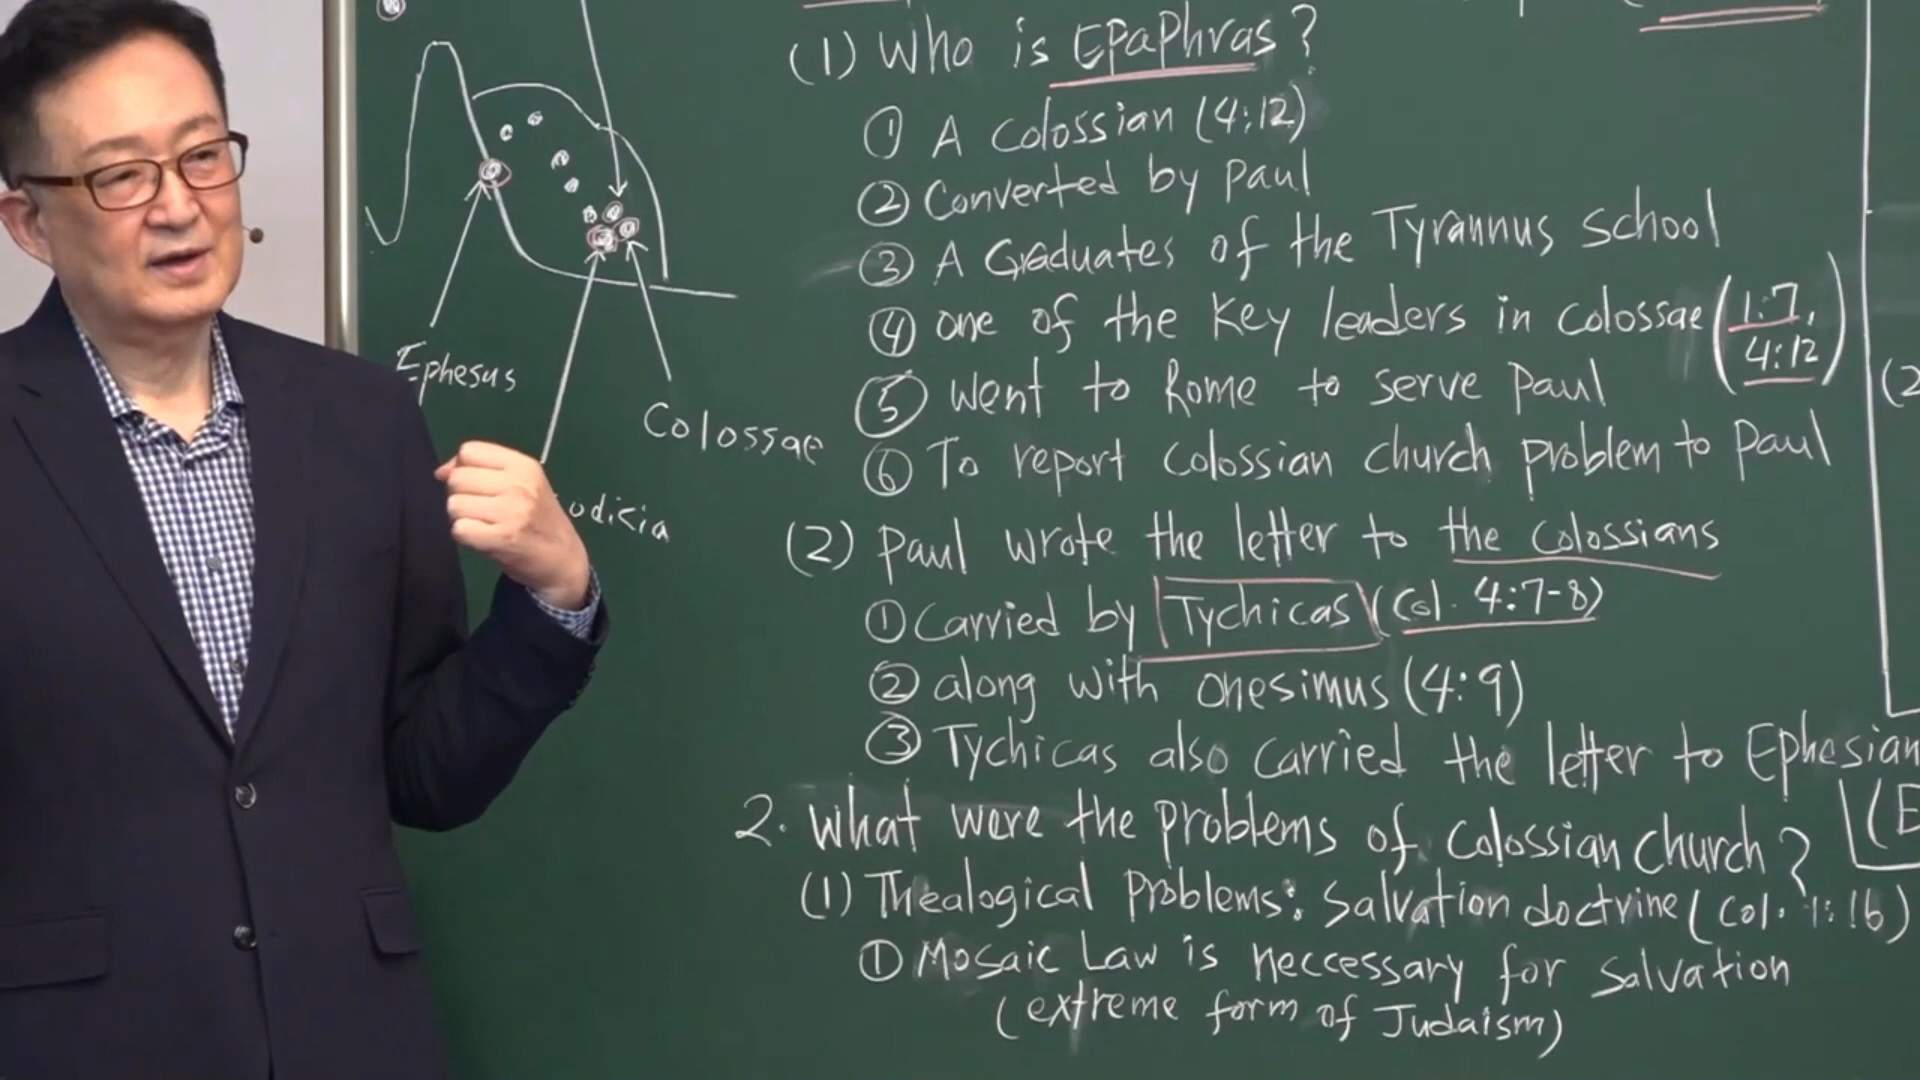 (1) Who is Epaphras?
① A Colossian (4:12)
② Converted by Paul
③ A Graduates of the Tyrannus School
④ one of the Key leaders in Colossae (1:7, 4:12)
⑤ Went to Rome to serve Paul
⑥ To report Colossian church problem to Paul
(2) Paul wrote the letter to the Colossians
① Carried by Tychicas (Col. 4:7-8)
② along with Onesimus (4:9)
③ Tychicas also carried the letter to Ephesian
(E
2. What were the problems of Colossian Church?
(1) Thealogical Problems: Salvation doctrine (Col. 1:16)
① Mosaic Law is neccessary for Salvation
(extreme form of Judaism)
Ephesus
Colossae
odicia
(2